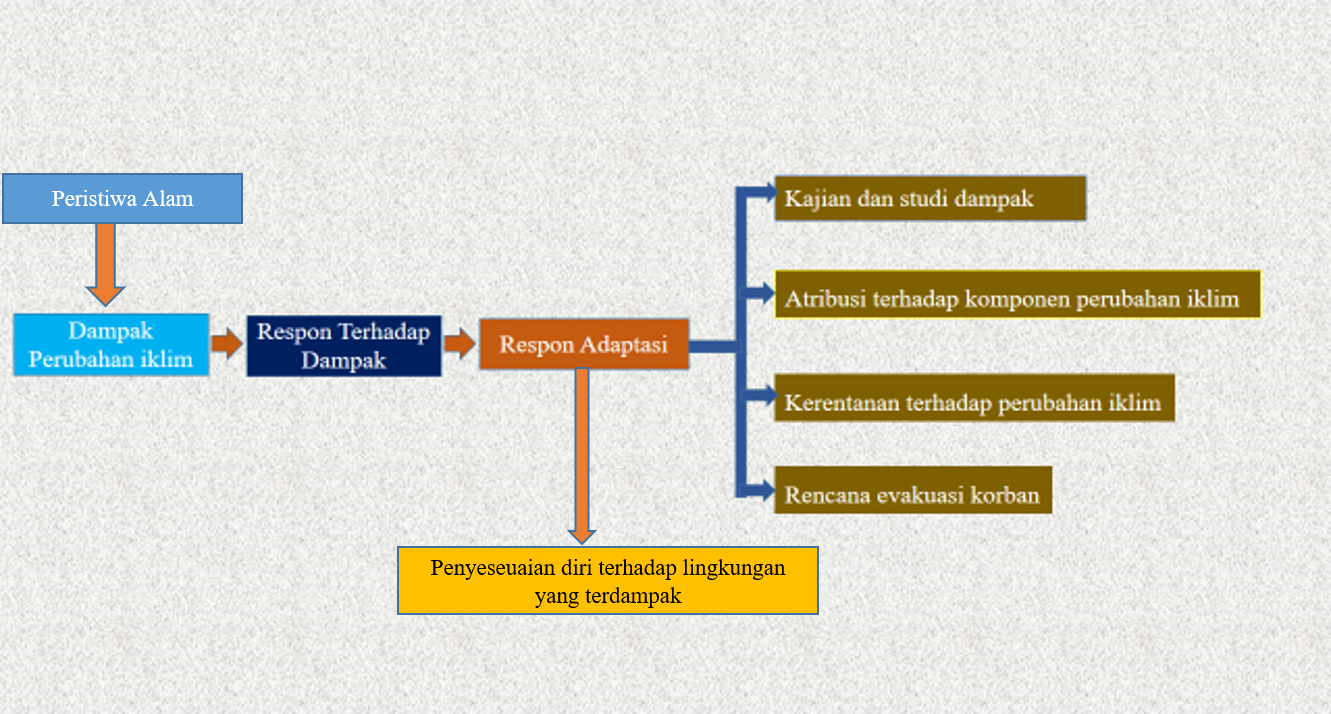 Peristiwa Alam
Dampak
Perubahan iklim
Respon Terhadap
Dampak
Respon Adaptasi
Kajian dan studi dampak
Atribusi terhadap komponen perubahan iklim
Kerentanan terhadap perubahan iklim
Rencana evakuasi korban
Penyeseuaian diri terhadap lingkungan
yang terdampak